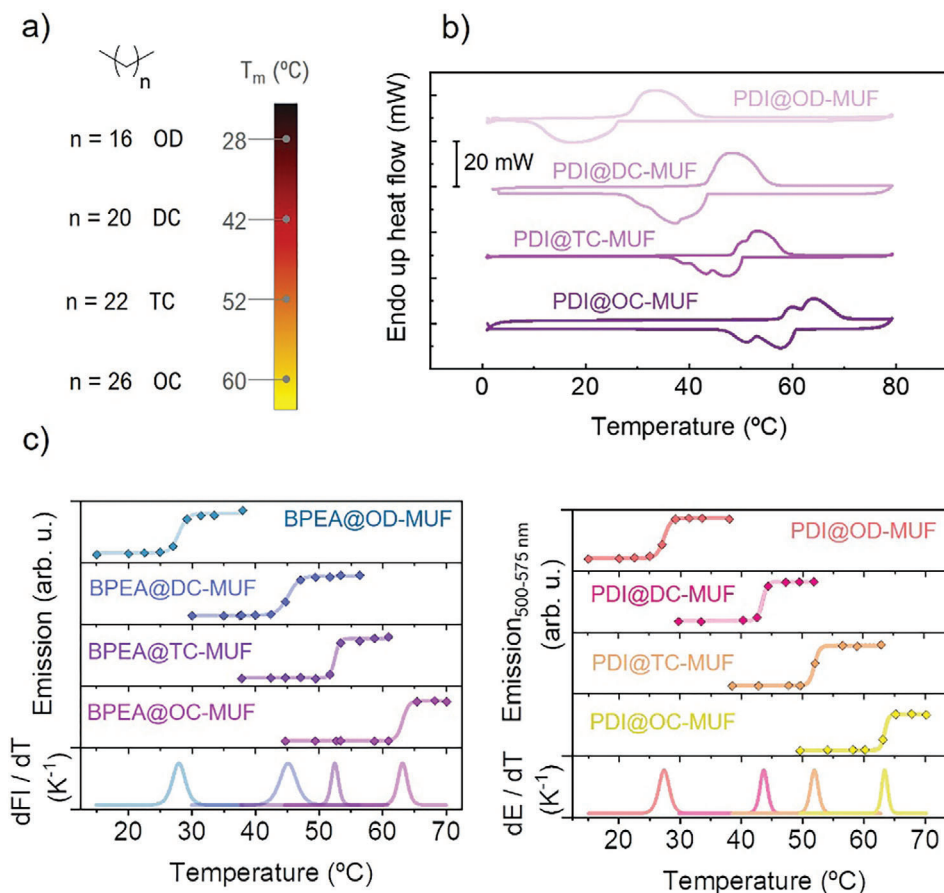 a)
n
Tm (ºC)
n = 16 OD 28
n = 20 DC 42
n = 22 TC 52
n = 26 OC 60
b)
Endo up heat flow (mW)
20 mW
PDI@OD-MUF
PDI@DC-MUF
PDI@TC-MUF
PDI@OC-MUF
0 20 40 60 80
Temperature (ºC)
c)
Emission (arb. u.)
BPEA@OD-MUF
BPEA@DC-MUF
BPEA@TC-MUF
BPEA@OC-MUF
dFI / dT
(K-1)
20 30 40 50 60 70
Temperature (ºC)
Emission500-575 nm
(arb. u.)
PDI@OD-MUF
PDI@DC-MUF
PDI@TC-MUF
PDI@OC-MUF
dE / dT
(K-1)
20 30 40 50 60 70
Temperature (ºC)